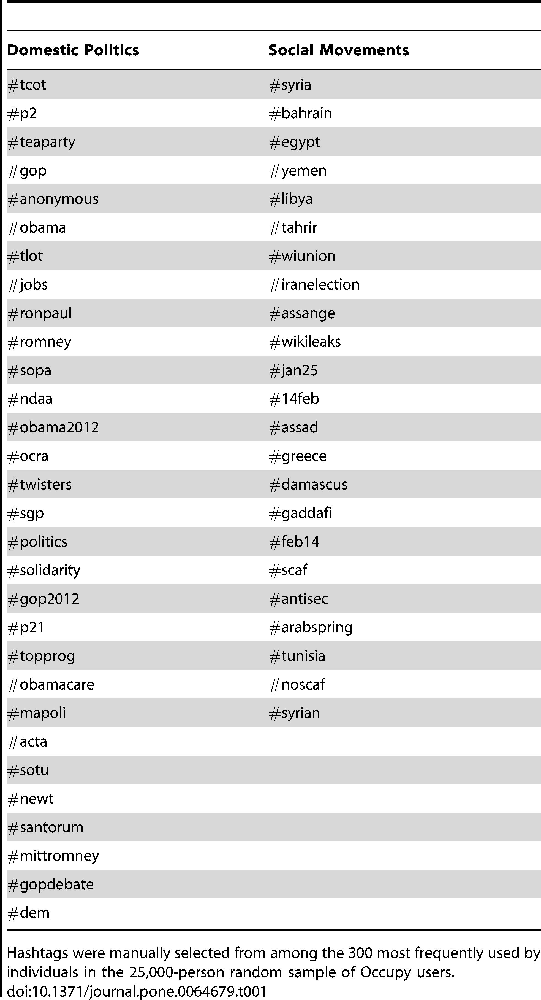 Domestic Politics Social Movements
#tcot #syria
#p2 #bahrain
#teaparty #egypt
#gop #yemen
#anonymous #libya
#obama #tahrir
#tlot #wiunion
#jobs #iranelection
#ronpaul #assange
#romney #wikileaks
#sopa #jan25
#ndaa #14feb
#obama2012 #assad
#ocra #greece
#twisters #damascus
#sgp #gaddafi
#politics #feb14
#solidarity #scaf
#gop2012 #antisec
#p21 #arabspring
#topprog #tunisia
#obamacare #noscaf
#mapoli #syrian
#acta
#sotu
#newt
#santorum
#mittromney
#gopdebate
#dem
Hashtags were manually selected from among the 300 most frequently used by
individuals in the 25,000-person random sample of Occupy users.
doi:10.1371/journal.pone.0064679.t001